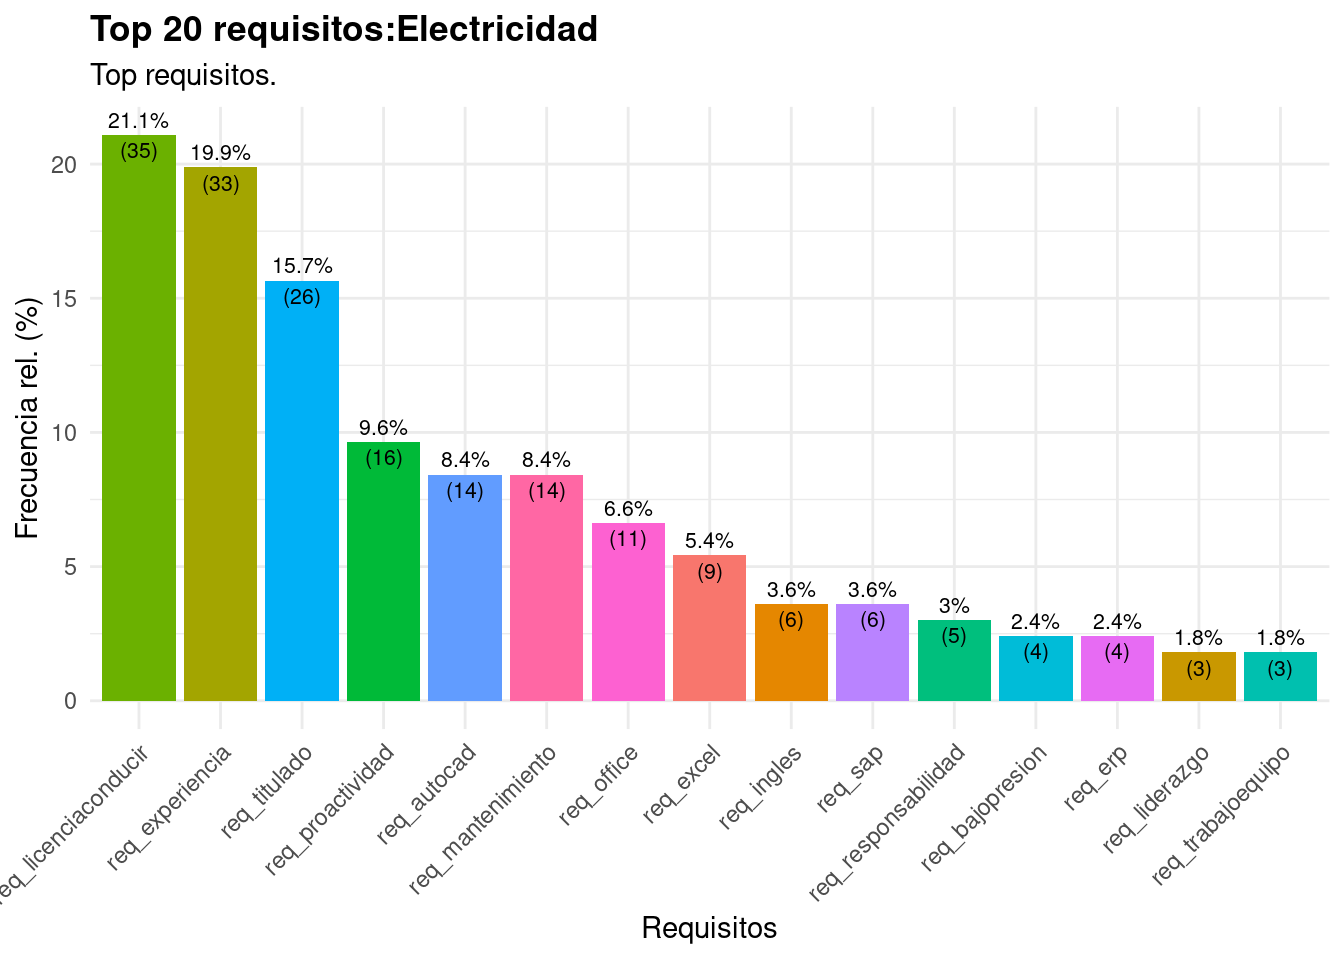 Top 20 requisitos:Electricidad
Top requisitos.
Frecuencia rel. (%)
20
15
10
5
0
21.1%
(35)
19.9%
(33)
15.7%
(26)
9.6%
(16)
8.4%
(14)
8.4%
(14)
6.6%
(11)
5.4%
(9)
3.6%
(6)
3.6%
(6)
3%
(5)
2.4%
(4)
2.4%
(4)
1.8%
(3)
1.8%
(3)
req_licenciaconducir
req_experiencia
req_titulado
req_proactividad
req_autocad
req_mantenimiento
req_office
req_excel
req_ingles
req_sap
req_responsabilidad
req_bajopresion
req_erp
req_liderazgo
req_trabajoequipo
Requisitos